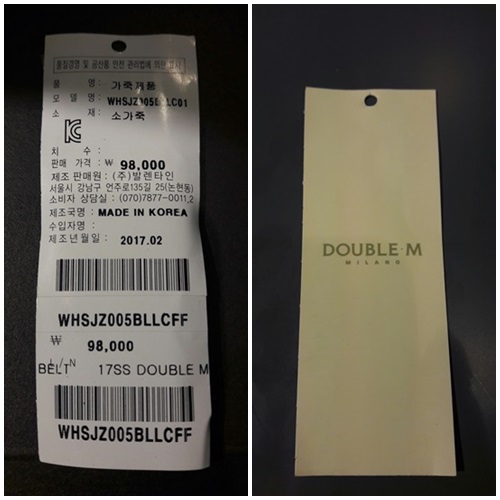 품질경영 및 공산품 안전 관리법에 의한 표시
품 명 : 가죽제품
모 델 명 : WHSJZ005BLLC01
소 재 : 소가죽
치 수 :
판매 가격 : ₩ 98,000
제조 판매원 : (주)발렌타인
서울시 강남구 언주로135길 25(논현동)
소비자 상담실 : (070)7877-0011,2
제조국명 : MADE IN KOREA
수입자명 :
제조년월일 : 2017.02
WHSJZ005BLLCFF
₩ 98,000
BELT 17SS DOUBLE M
WHSJZ005BLLCFF
DOUBLE·M
MILANO